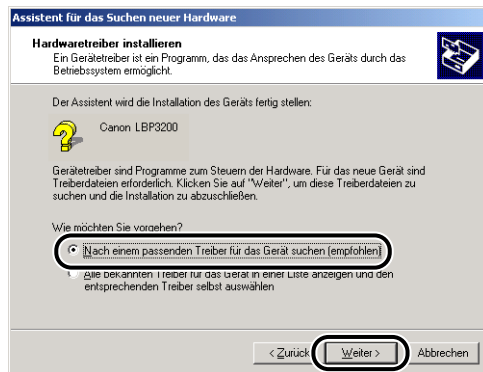 Assistent für das Suchen neuer Hardware
Hardwaretreiber installieren
Ein Gerätetreiber ist ein Programm, das das Ansprechen des Geräts durch das
Betriebssystem ermöglicht.
Der Assistent wird die Installation des Geräts fertig stellen:
Canon LBP3200
Gerätetreiber sind Programme zum Steuern der Hardware. Für das neue Gerät sind
Treiberdateien erforderlich. Klicken Sie auf "Weiter", um diese Treiberdateien zu
suchen und die Installation zu abzuschließen.
Wie möchten Sie vorgehen?
Nach einem passenden Treiber für das Gerät suchen (empfohlen)
Alle bekannten Treiber für das Gerät in einer Liste anzeigen und den
entsprechenden Treiber selbst auswählen
< Zurück Weiter > Abbrechen